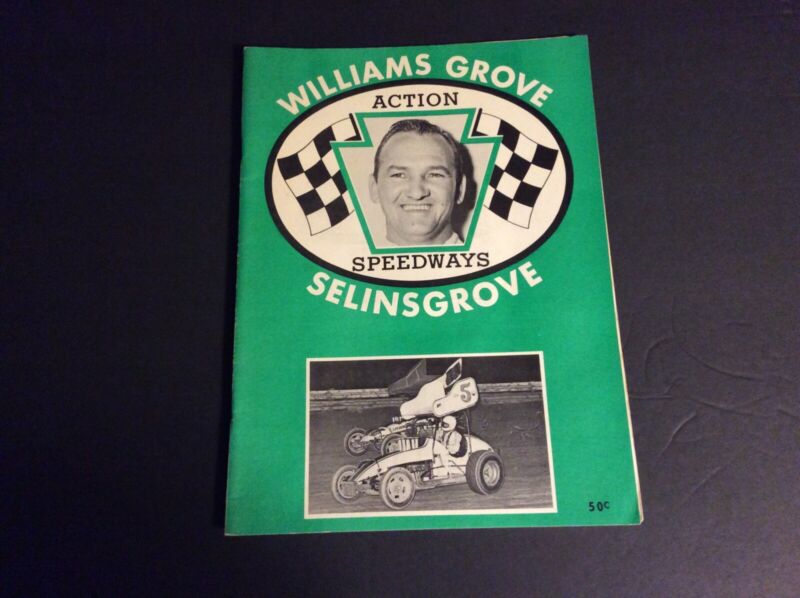 WILLIAMS GROVE
ACTION
SPEEDWAYS
SELINSGROVE
5
50¢